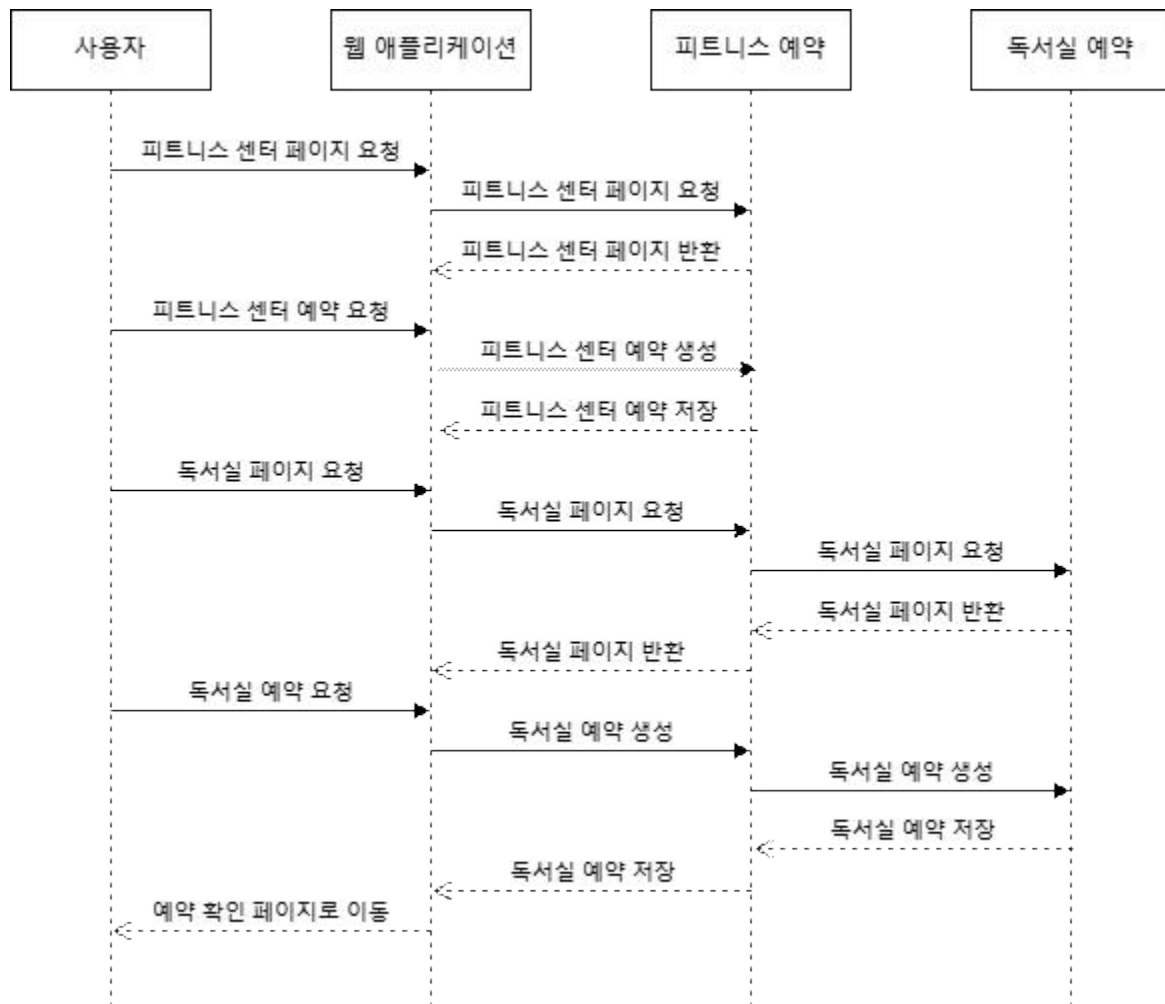 사용자
웹 애플리케이션
피트니스 예약
독서실 예약
피트니스 센터 페이지 요청
피트니스 센터 페이지 요청
피트니스 센터 페이지 반환
피트니스 센터 예약 요청
피트니스 센터 예약 생성
피트니스 센터 예약 저장
독서실 페이지 요청
독서실 페이지 요청
독서실 페이지 요청
독서실 페이지 반환
독서실 페이지 반환
독서실 예약 요청
독서실 예약 생성
독서실 예약 생성
독서실 예약 저장
독서실 예약 저장
예약 확인 페이지로 이동